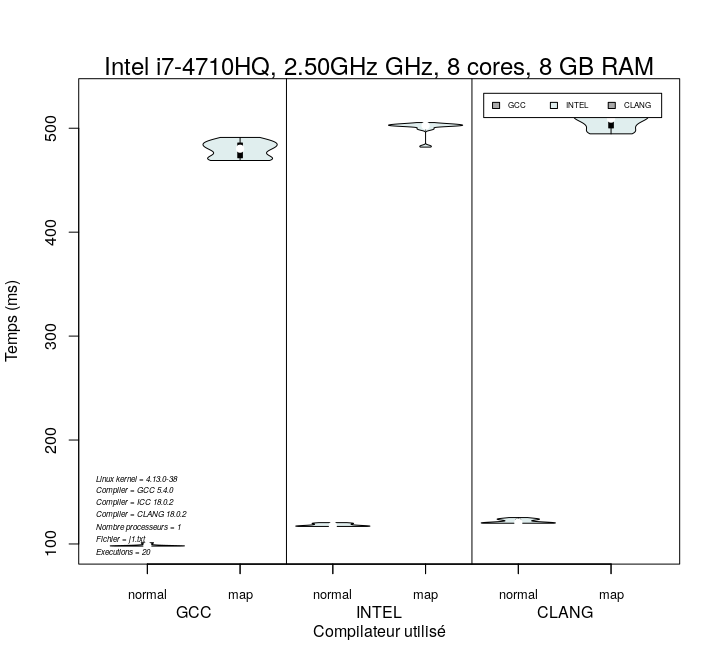 Intel i7-4710HQ, 2.50GHz GHz, 8 cores, 8 GB RAM
GCC INTEL CLANG
500
400
300
200
100
Temps (ms)
Linux kernel = 4.13.0-38
Compiler = GCC 5.4.0
Compiler = ICC 18.0.2
Compiler = CLANG 18.0.2
Nombre processeurs = 1
Fichier = j1.txt
Executions = 20
normal map normal map normal map
GCC INTEL CLANG
Compilateur utilisé